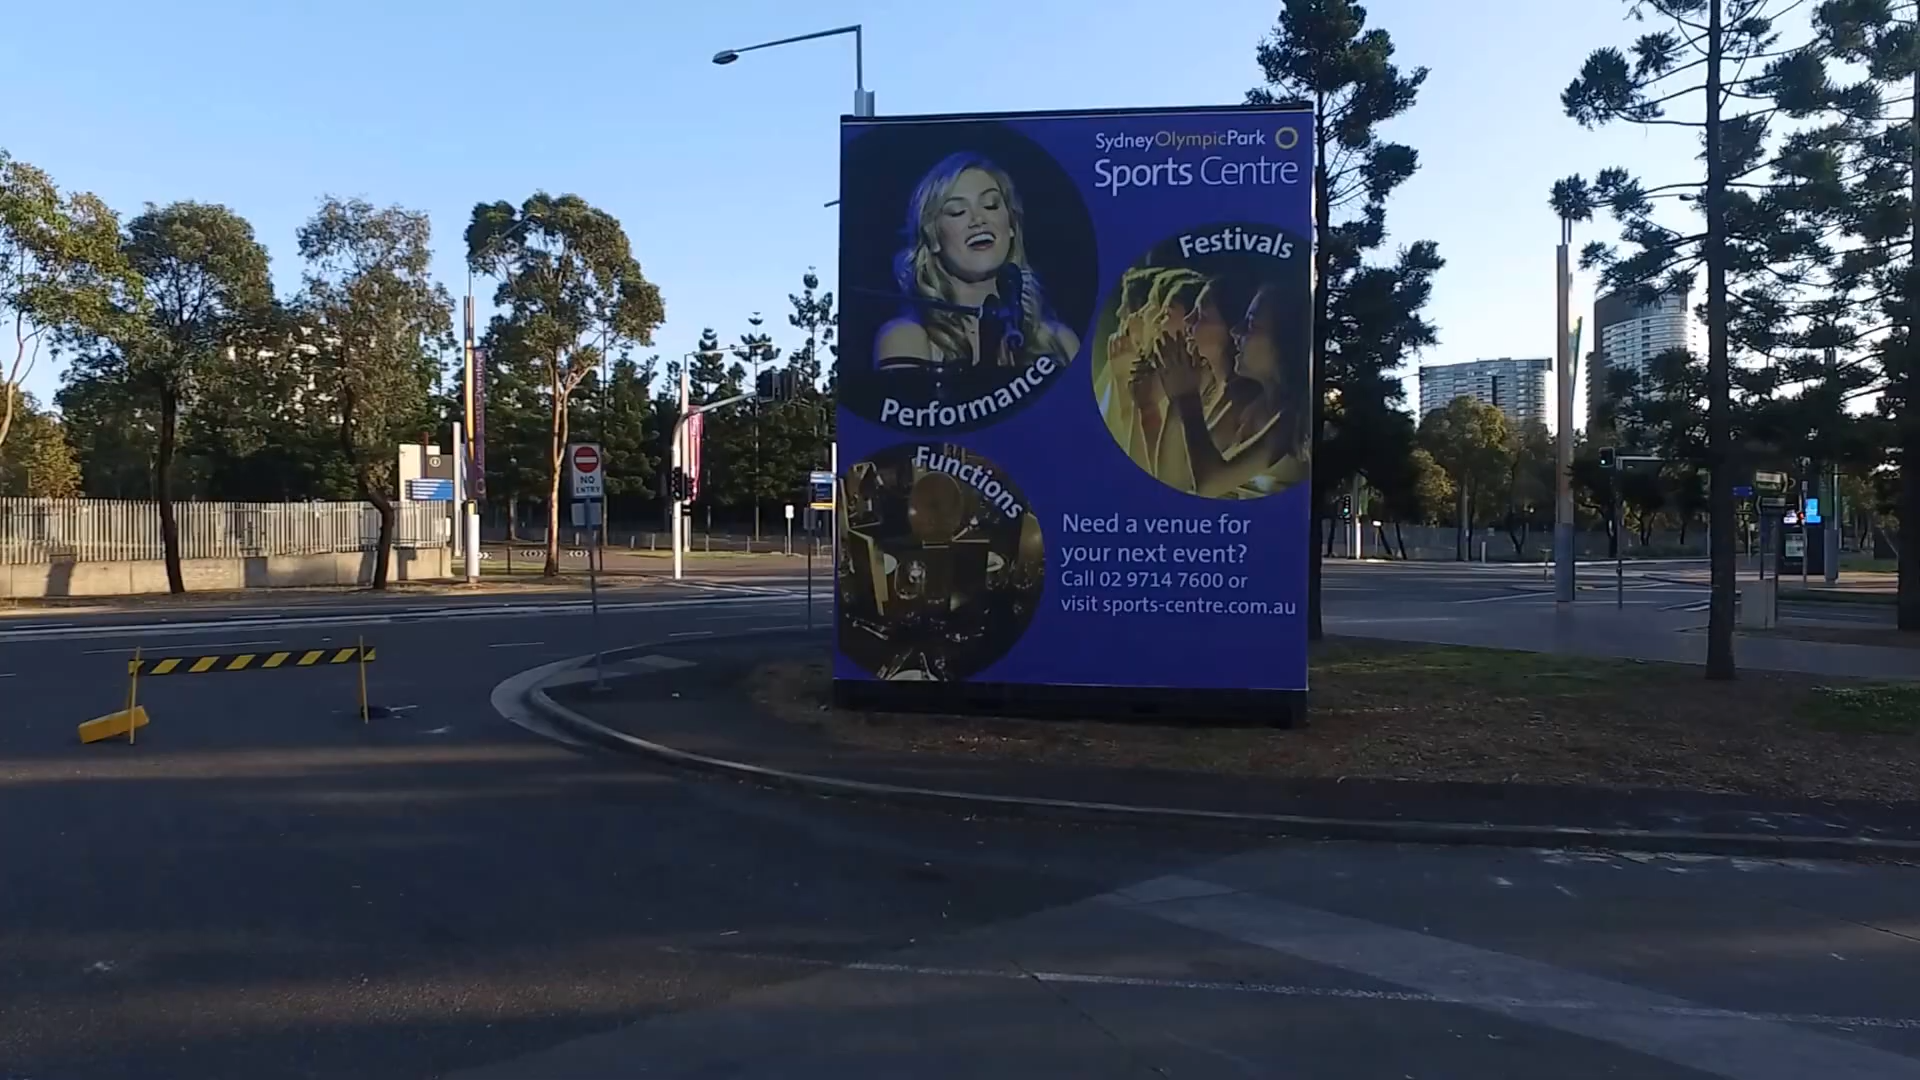 SydneyOlympicPark
Sports Centre
Festivals
Performance
Functions
Need a venue for
your next event?
Call 02 9714 7600 or
visit sports-centre.com.au
NO
ENTRY